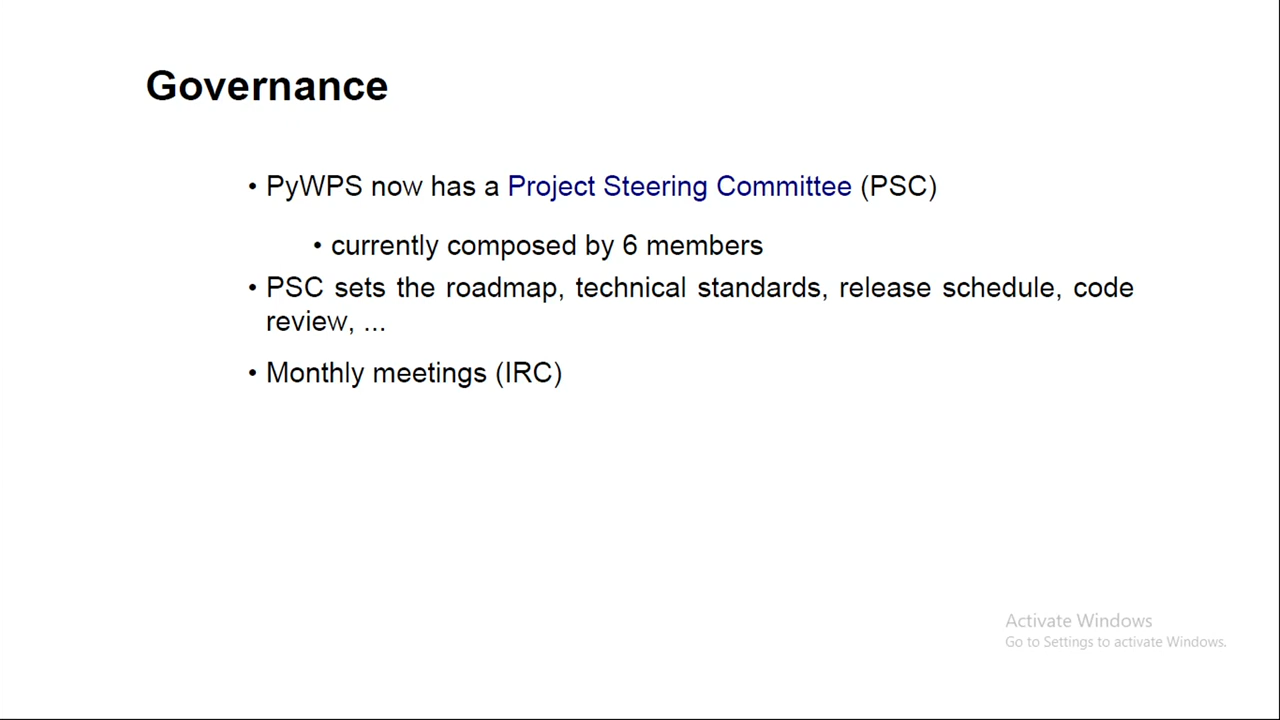 Governance
• PyWPS now has a Project Steering Committee (PSC)
• currently composed by 6 members
• PSC sets the roadmap, technical standards, release schedule, code
review, ...
• Monthly meetings (IRC)
Activate Windows
Go to Settings to activate Windows.